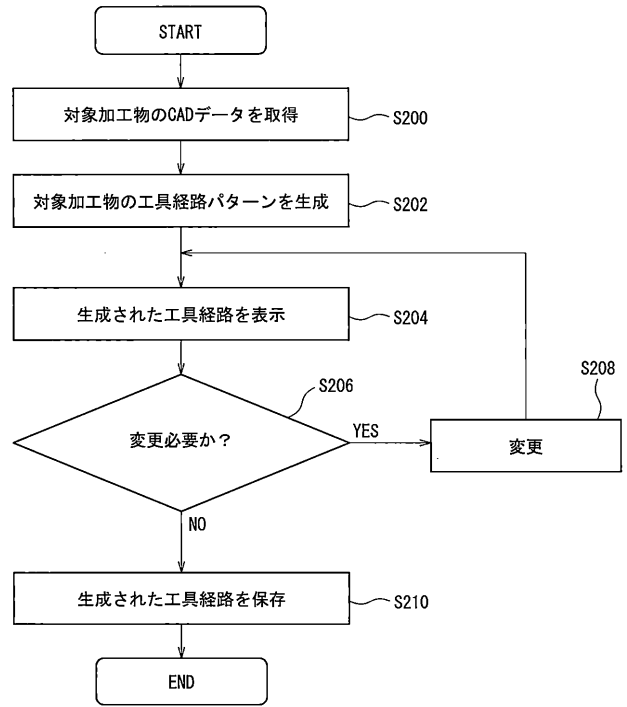 START
対象加工物のCADデータを取得
S200
対象加工物の工具経路パターンを生成
S202
生成された工具経路を表示
S204
変更必要か？
S206
YES
変更
S208
NO
生成された工具経路を保存
S210
END